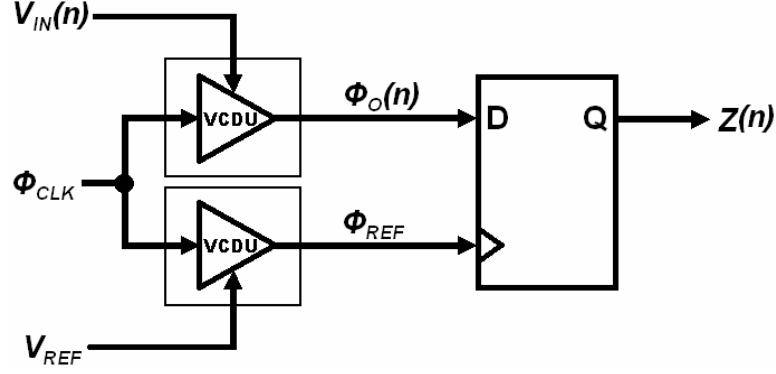 V_IN(n)
VCDU
Φ_O(n)
D Q
Z(n)
Φ_CLK
VCDU
Φ_REF
V_REF